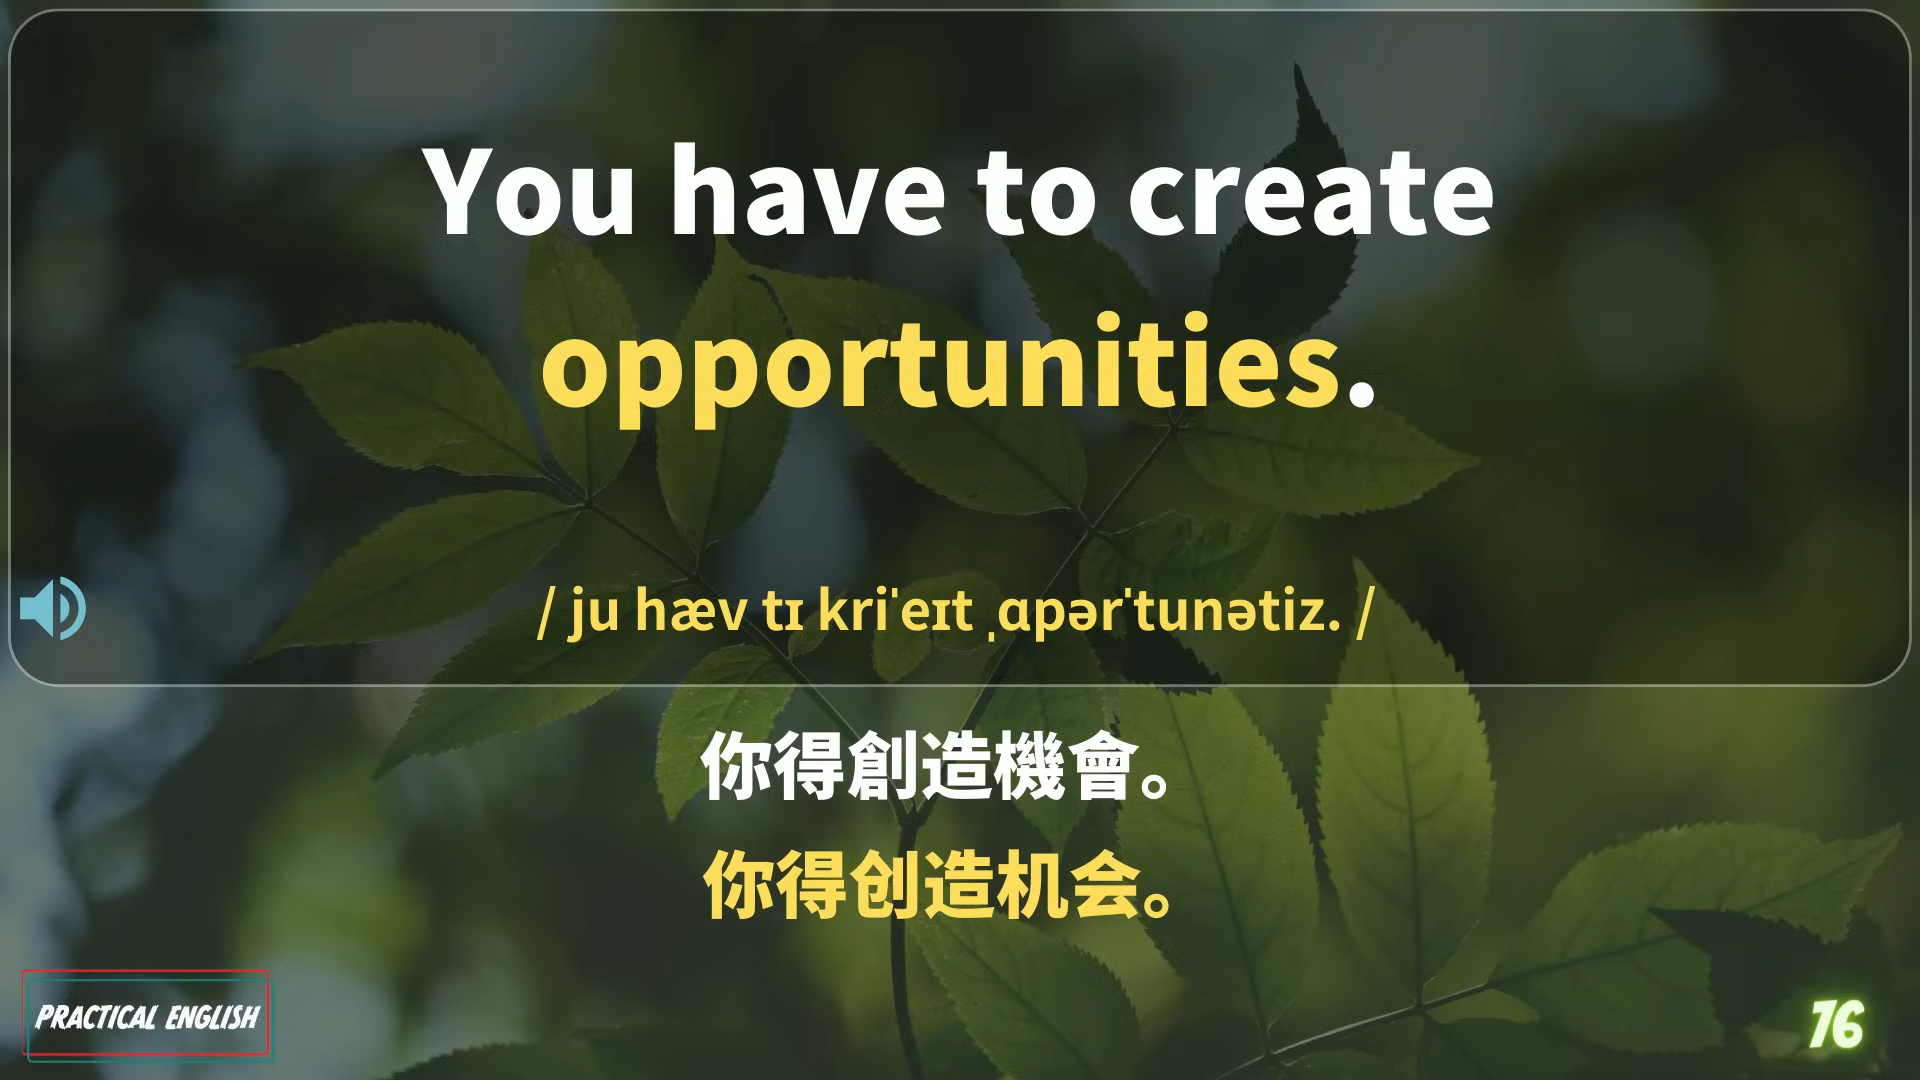 You have to create
opportunities.
/ ju hæv tɪ kriˈeɪt ˌɑpərˈtunətiz. /
你得創造機會。
你得创造机会。
PRACTICAL ENGLISH
76